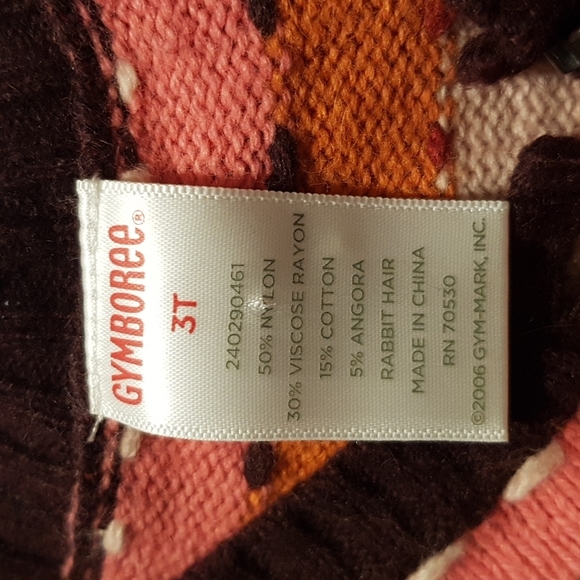 GYMBOREE®
3T
240290461
50% NYLON
30% VISCOSE RAYON
15% COTTON
5% ANGORA
RABBIT HAIR
MADE IN CHINA
RN 70530
©2006 GYM-MARK, INC.